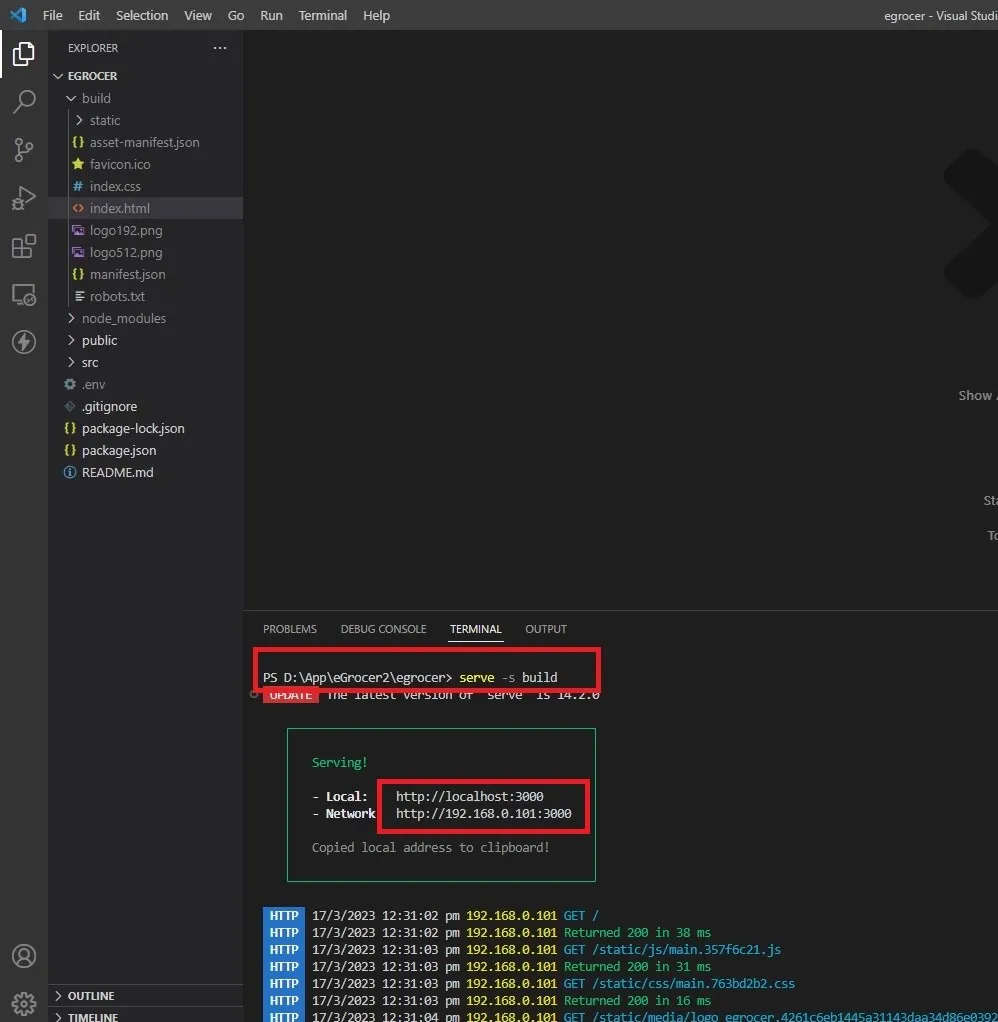 File Edit Selection View Go Run Terminal Help
egrocer - Visual Studi
EXPLORER
EGROCER
build
static
asset-manifest.json
favicon.ico
index.css
index.html
logo192.png
logo512.png
manifest.json
robots.txt
node_modules
public
src
.env
.gitignore
package-lock.json
package.json
README.md
Show A
Sta
To
PROBLEMS DEBUG CONSOLE TERMINAL OUTPUT
PS D:\App\eGrocer2\egrocer> serve -s build
UPDATE The latest version of `serve` is 14.2.0
Serving!
- Local: http://localhost:3000
- Network http://192.168.0.101:3000
Copied local address to clipboard!
HTTP 17/3/2023 12:31:02 pm 192.168.0.101 GET /
HTTP 17/3/2023 12:31:02 pm 192.168.0.101 Returned 200 in 38 ms
HTTP 17/3/2023 12:31:03 pm 192.168.0.101 GET /static/js/main.357f6c21.js
HTTP 17/3/2023 12:31:03 pm 192.168.0.101 Returned 200 in 31 ms
HTTP 17/3/2023 12:31:03 pm 192.168.0.101 GET /static/css/main.763bd2b2.css
HTTP 17/3/2023 12:31:03 pm 192.168.0.101 Returned 200 in 16 ms
HTTP 17/3/2023 12:31:04 pm 192.168.0.101 GET /static/media/logo_egrocer.4261c6eb1445a31143daa34d86e0392
OUTLINE
TIMELINE